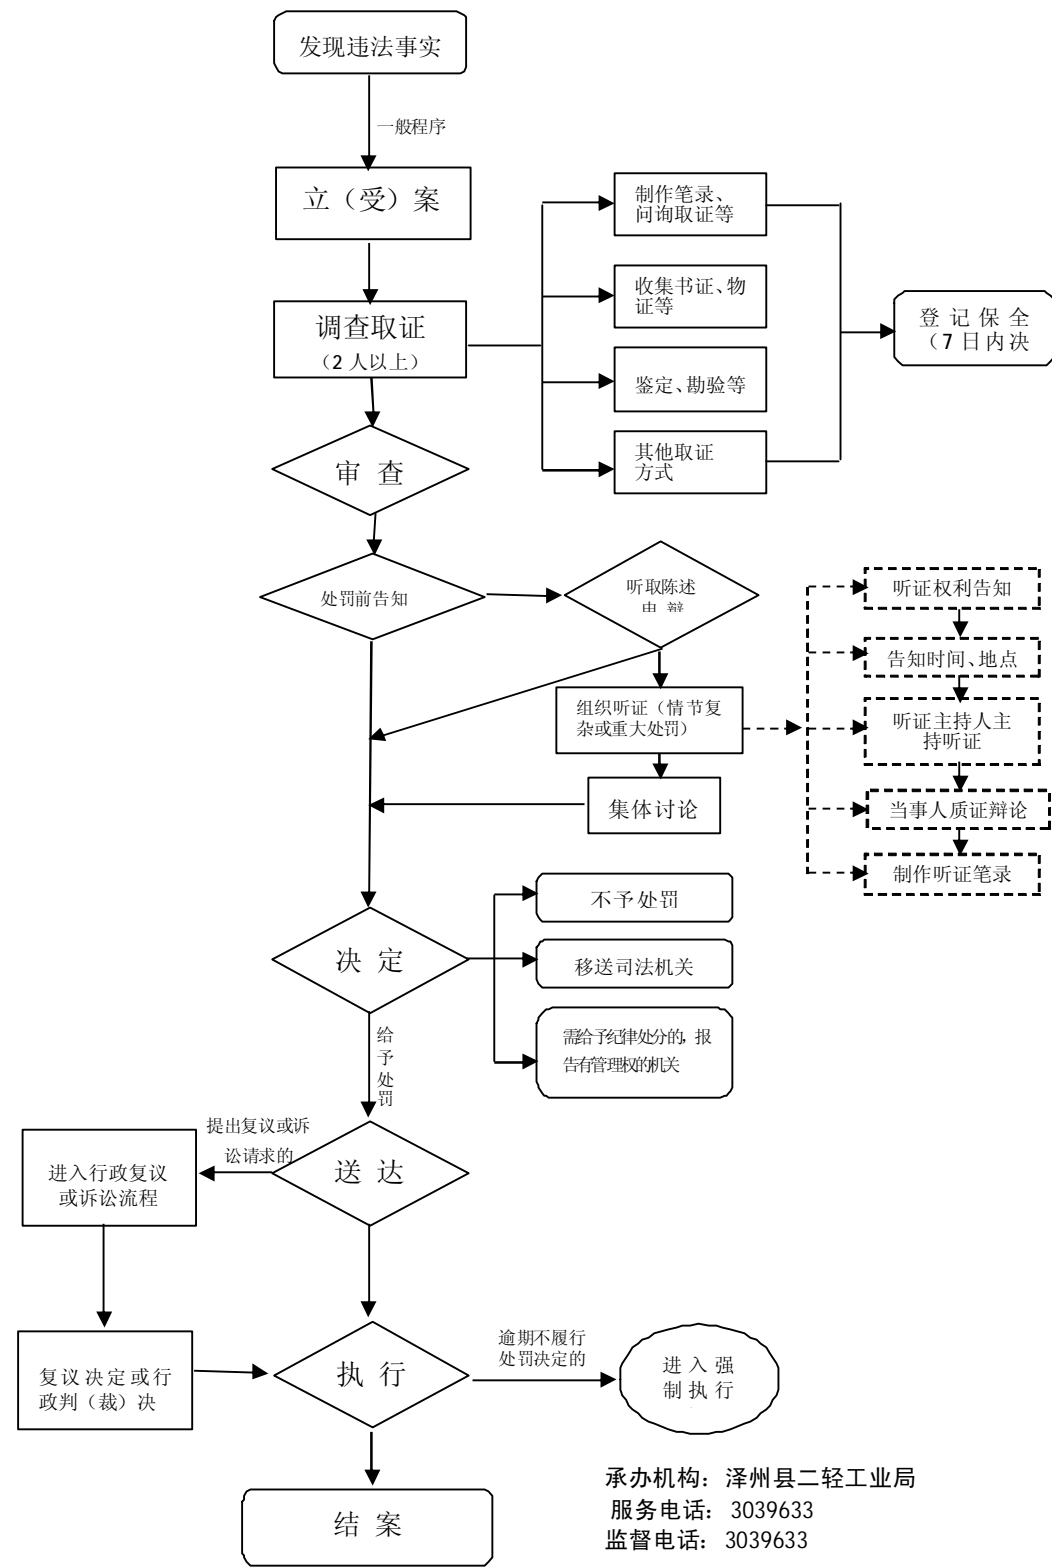 发现违法事实
一般程序
立（受）案
制作笔录、
问询取证等
收集书证、物
证等
登记保全
（7日内决
调查取证
（2人以上）
鉴定、勘验等
其他取证
方式
审 查
处罚前告知
听取陈述
申 辩
听证权利告知
告知时间、地点
组织听证（情节复
杂或重大处罚）
听证主持人主
持听证
集体讨论
当事人质证辩论
制作听证笔录
不予处罚
决 定
移送司法机关
需给予纪律处分的，报
告有管理权的机关
给
予
处
罚
提出复议或诉
讼请求的
进入行政复议
或诉讼流程
送 达
逾期不履行
处罚决定的
复议决定或行
政判（裁）决
执 行
进入强
制执行
承办机构：泽州县二轻工业局
服务电话：3039633
监督电话：3039633
结 案